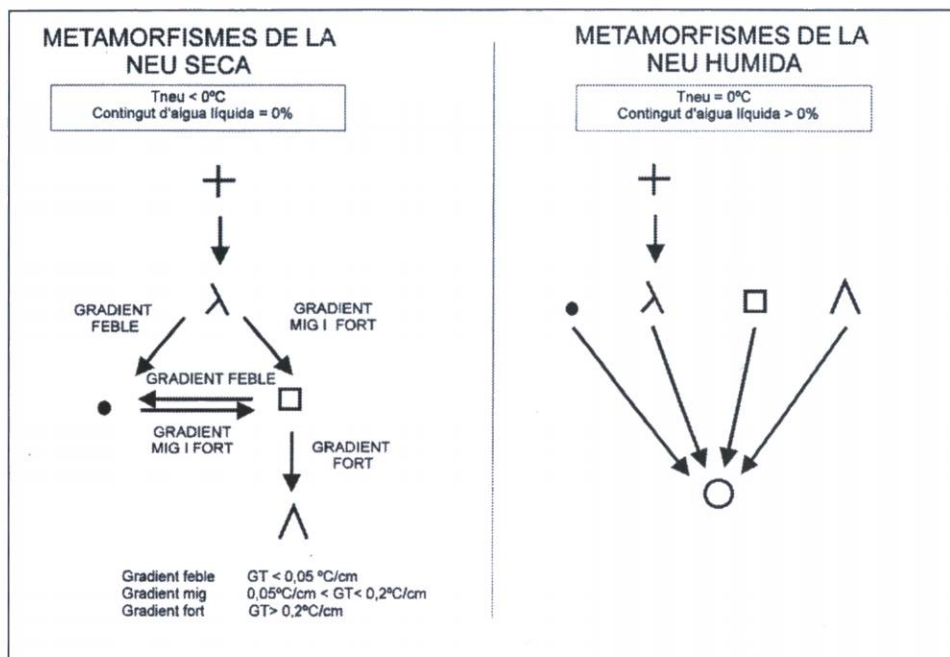 METAMORFISMES DE LA
NEU SECA
Tneu < 0ºC
Contingut d'aigua líquida = 0%
GRADIENT
FEBLE
GRADIENT
MIG I FORT
GRADIENT FEBLE
GRADIENT
MIG I FORT
GRADIENT
FORT
Gradient feble GT < 0,05 ºC/cm
Gradient mig 0,05ºC/cm < GT< 0,2ºC/cm
Gradient fort GT> 0,2ºC/cm
METAMORFISMES DE LA
NEU HUMIDA
Tneu = 0ºC
Contingut d'aigua líquida > 0%